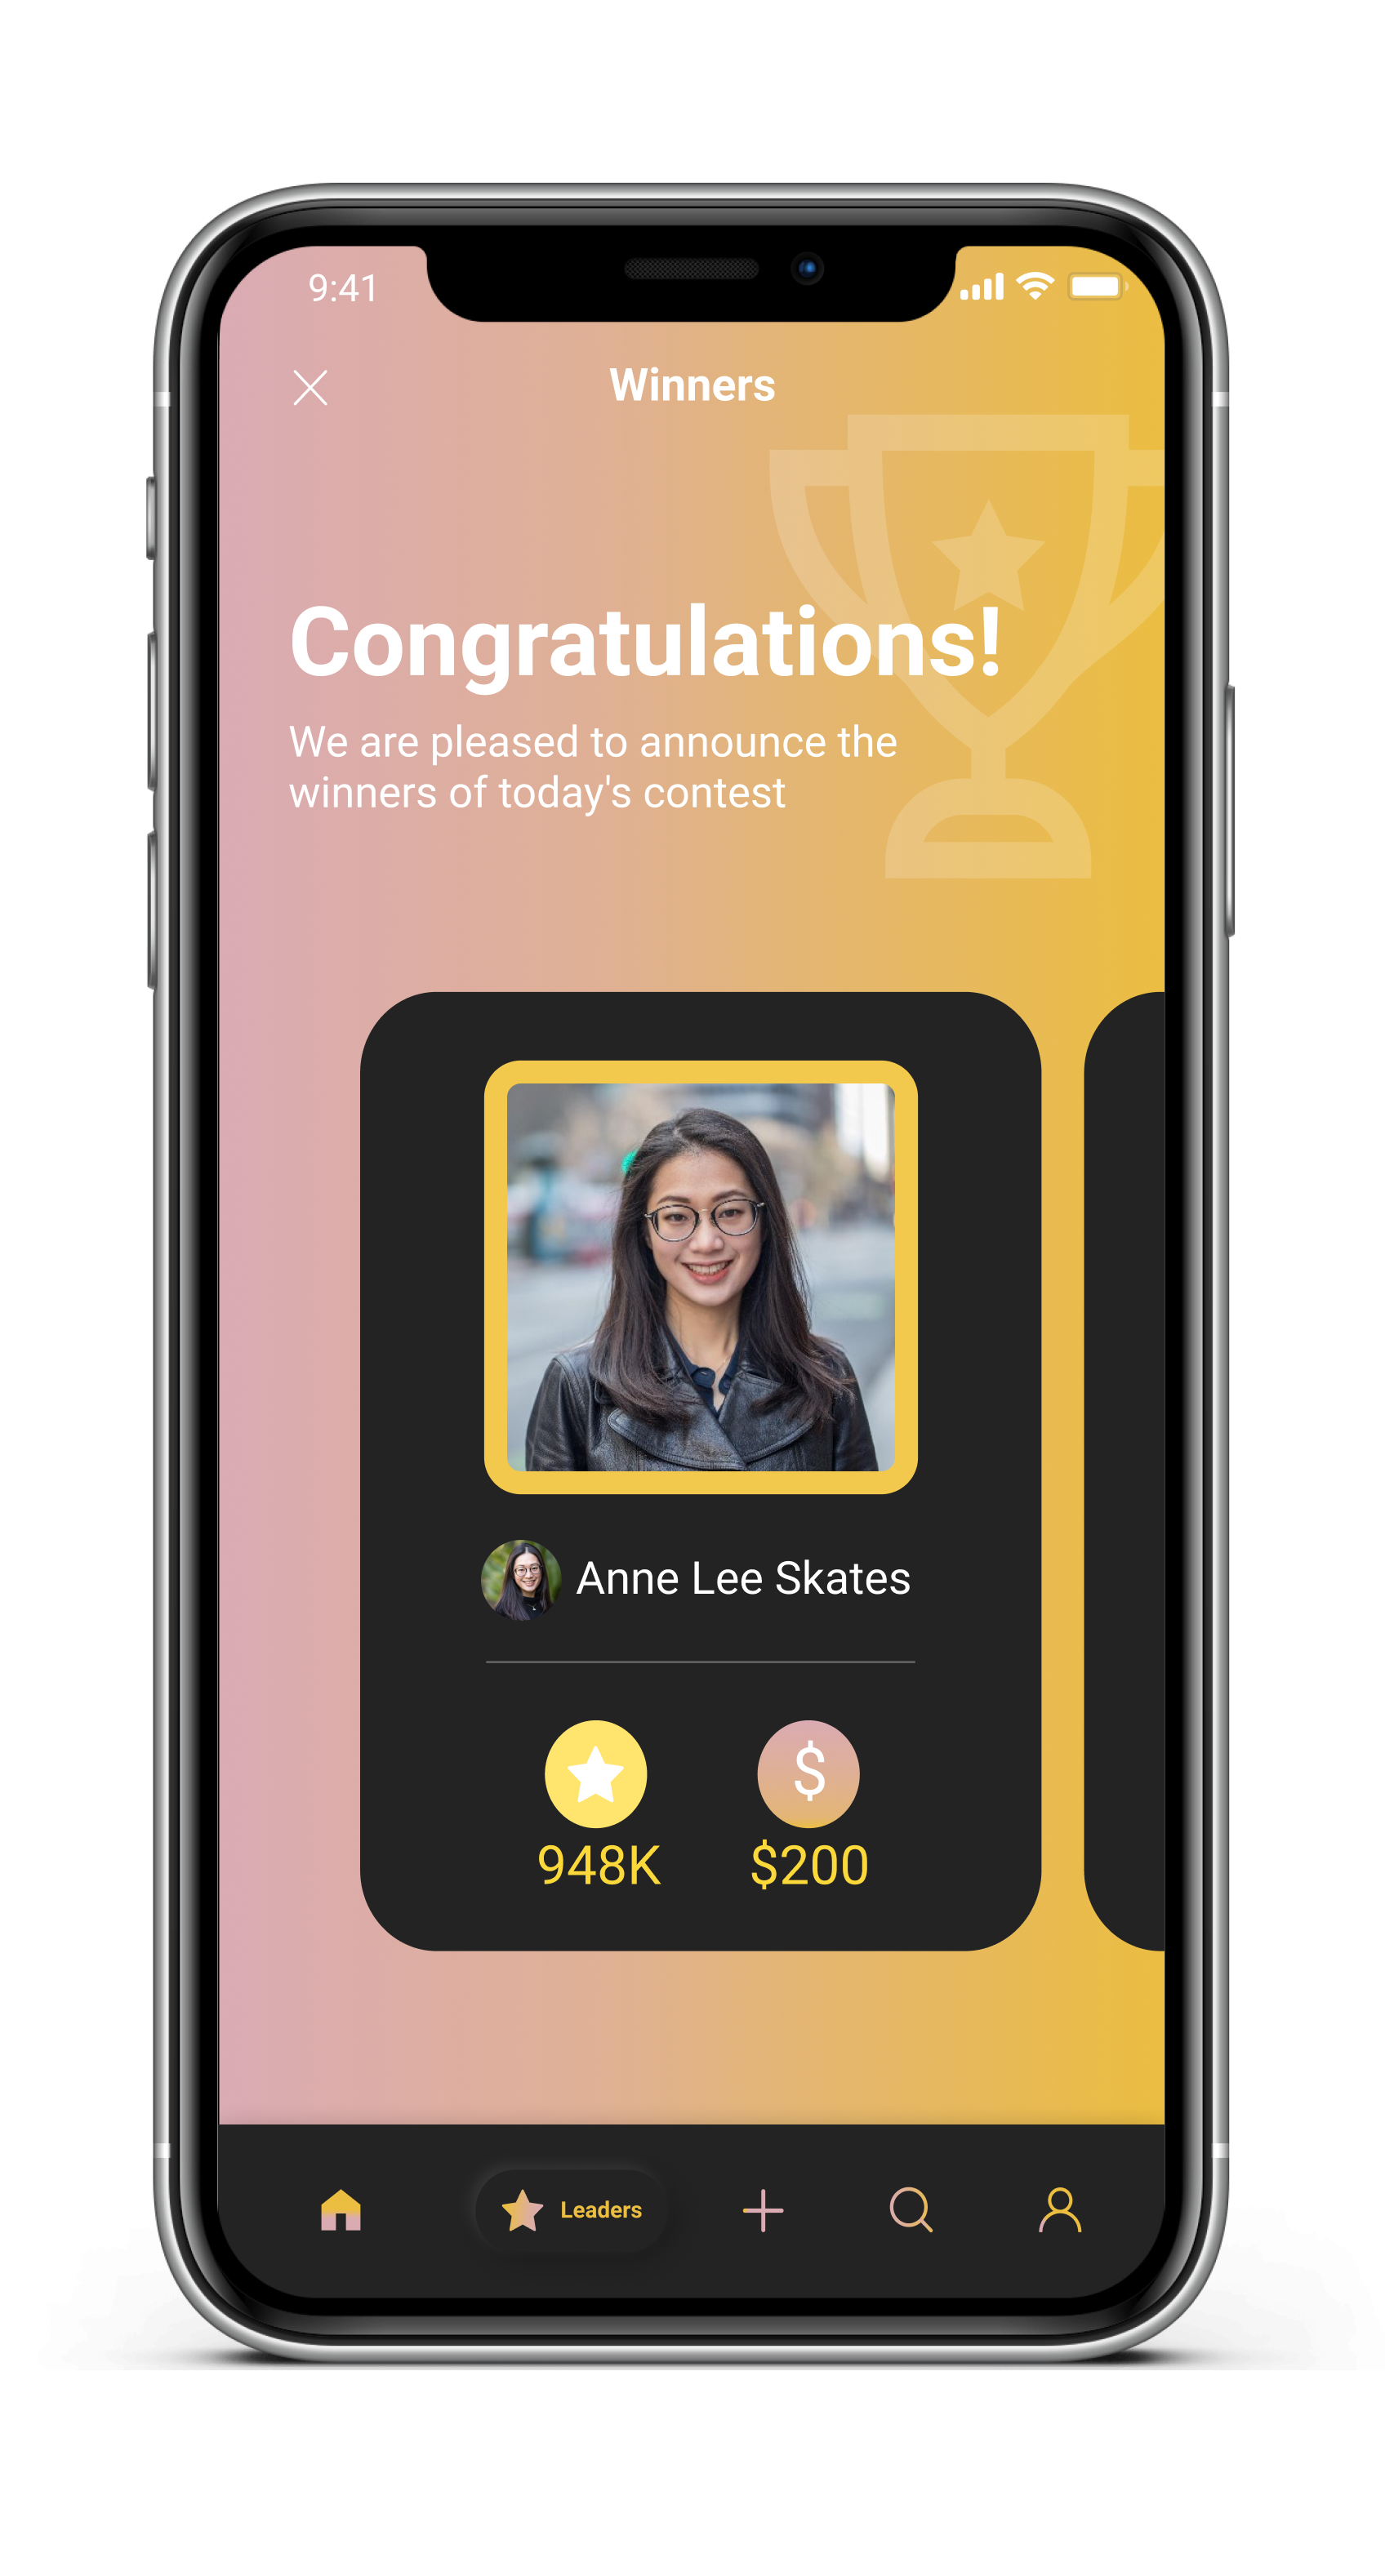 9:41
Winners
Congratulations!
We are pleased to announce the
winners of today's contest
Anne Lee Skates
$
948K
$200
Leaders